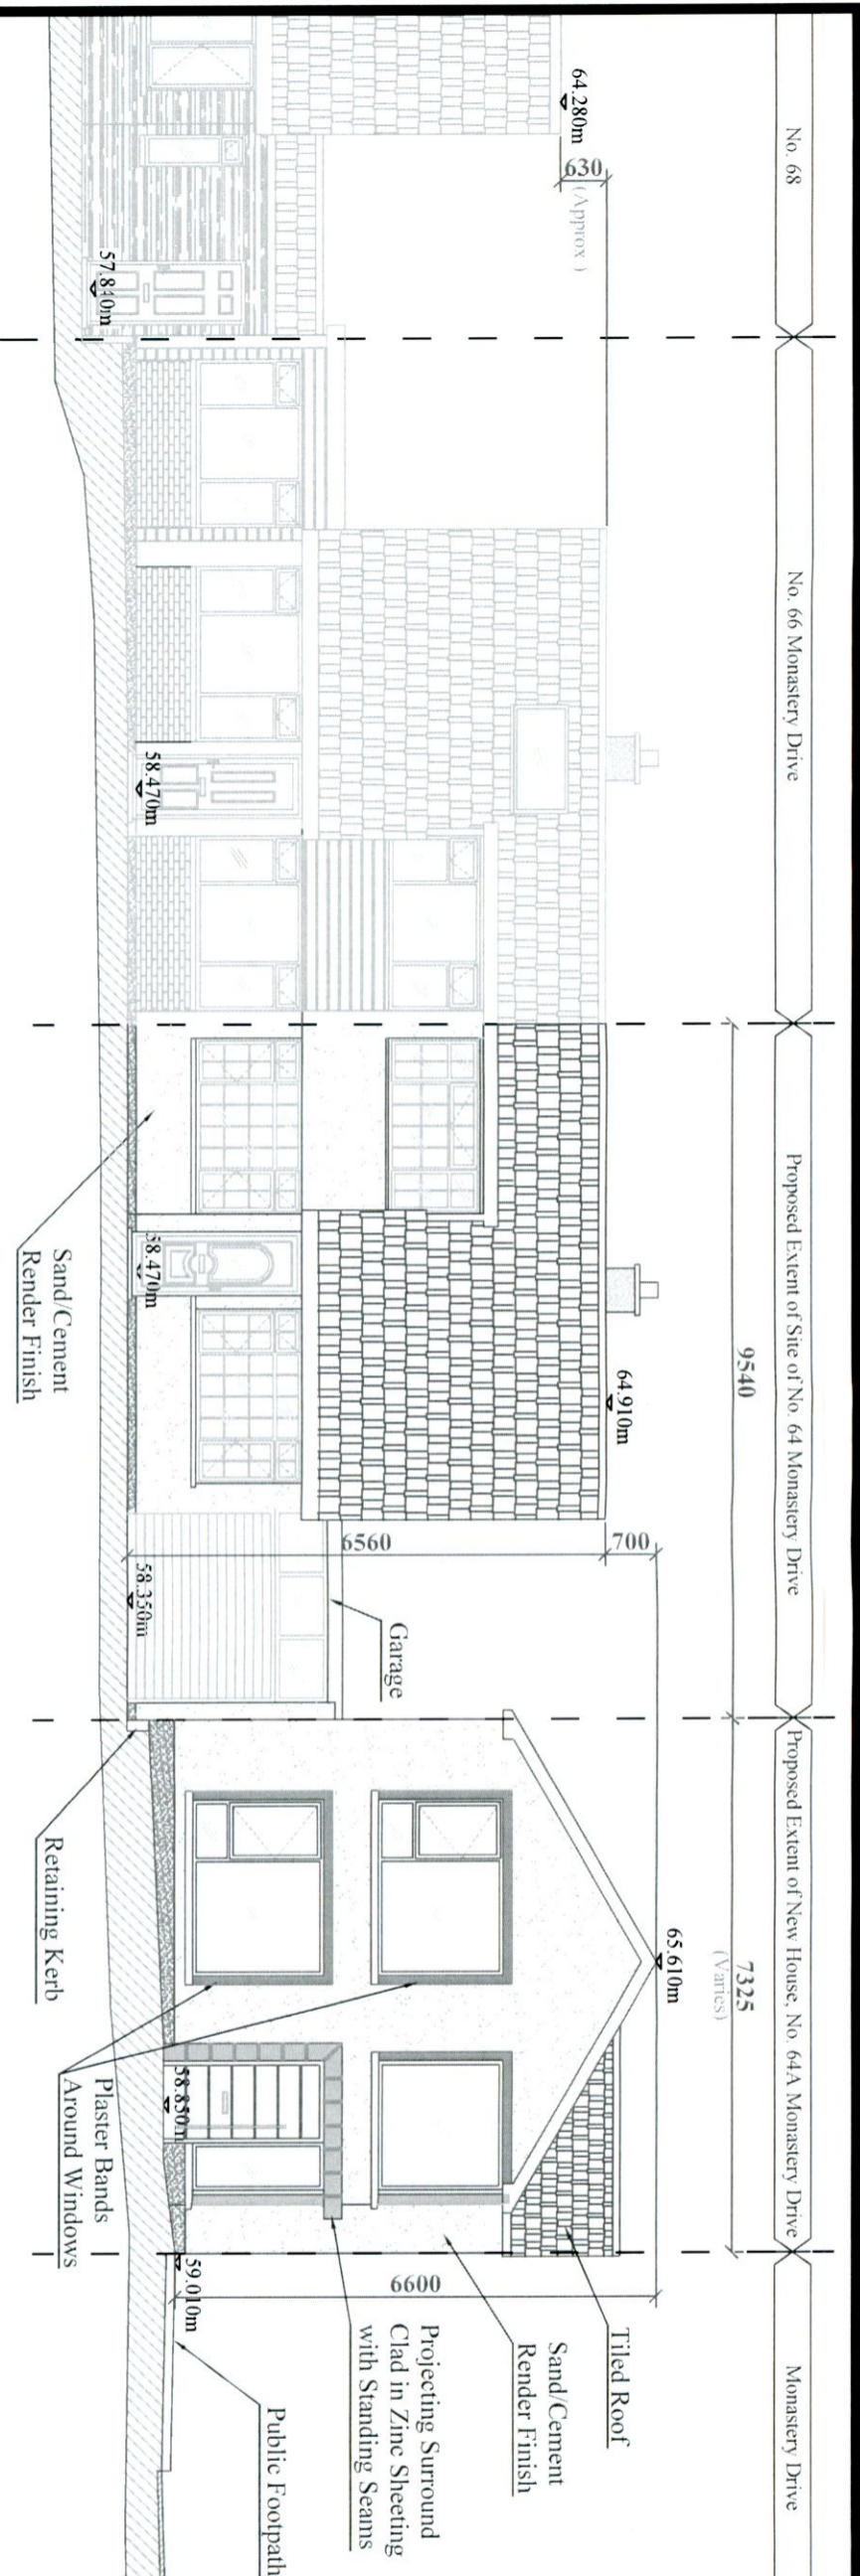 No. 68
No. 66 Monastery Drive
Proposed Extent of Site of No. 64 Monastery Drive
Proposed Extent of New House, No. 64A Monastery Drive
Monastery Drive
9540
7325
(Varies)
64.280m
630
(Approx )
64.910m
65.610m
6560
700
6600
Garage
Tiled Roof
Sand/Cement
Render Finish
Projecting Surround
Clad in Zinc Sheeting
with Standing Seams
Public Footpath
57.840m
58.470m
58.470m
58.350m
58.850m
59.010m
Sand/Cement
Render Finish
Retaining Kerb
Plaster Bands
Around Windows